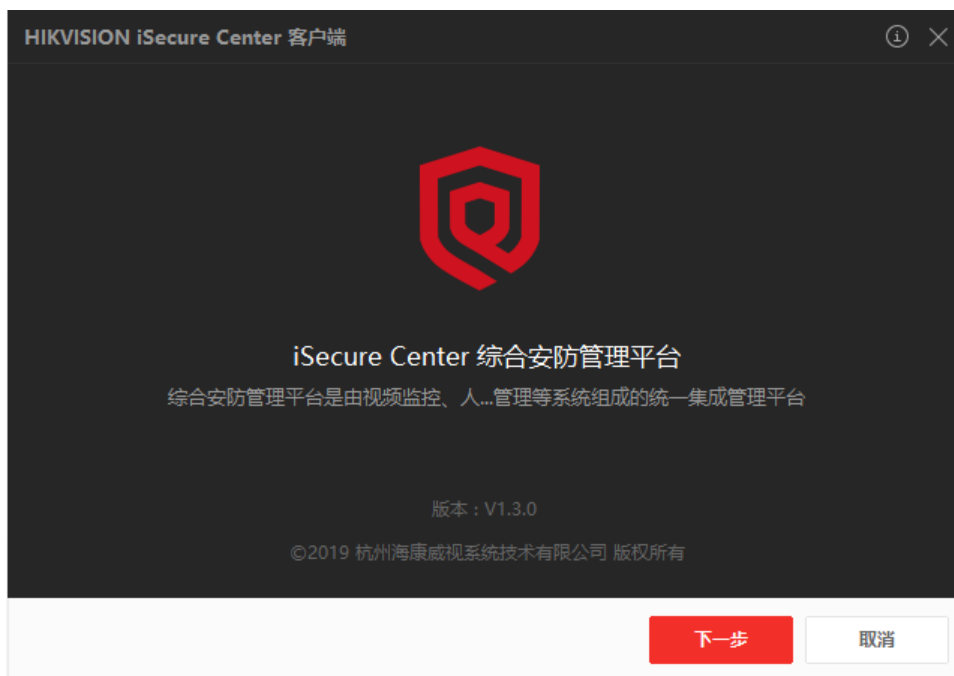 HIKVISION iSecure Center 客户端
iSecure Center 综合安防管理平台
综合安防管理平台是由视频监控、人...管理等系统组成的统一集成管理平台
版本：V1.3.0
©2019 杭州海康威视系统技术有限公司 版权所有
下一步 取消